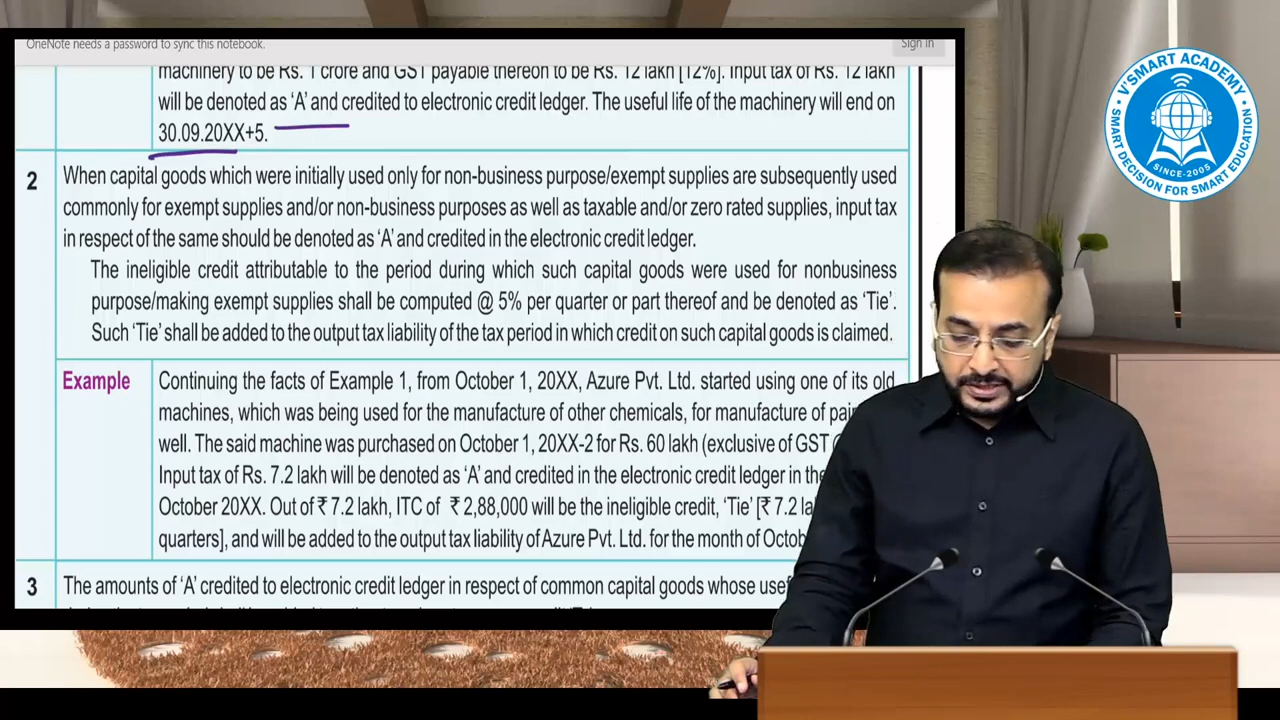 OneNote needs a password to sync this notebook.
Sign in
machinery to be Rs. 1 crore and GST payable thereon to be Rs. 12 lakh [12%]. Input tax of Rs. 12 lakh
will be denoted as ‘A’ and credited to electronic credit ledger. The useful life of the machinery will end on
30.09.20XX+5.
2
When capital goods which were initially used only for non-business purpose/exempt supplies are subsequently used
commonly for exempt supplies and/or non-business purposes as well as taxable and/or zero rated supplies, input tax
in respect of the same should be denoted as ‘A’ and credited in the electronic credit ledger.
The ineligible credit attributable to the period during which such capital goods were used for nonbusiness
purpose/making exempt supplies shall be computed @ 5% per quarter or part thereof and be denoted as ‘Tie’.
Such ‘Tie’ shall be added to the output tax liability of the tax period in which credit on such capital goods is claimed.
Example
Continuing the facts of Example 1, from October 1, 20XX, Azure Pvt. Ltd. started using one of its old
machines, which was being used for the manufacture of other chemicals, for manufacture of
well. The said machine was purchased on October 1, 20XX-2 for Rs. 60 lakh (exclusive of GST
Input tax of Rs. 7.2 lakh will be denoted as ‘A’ and credited in the electronic credit ledger in the
October 20XX. Out of ₹ 7.2 lakh, ITC of ₹ 2,88,000 will be the ineligible credit, ‘Tie’ [₹ 7.2
quarters], and will be added to the output tax liability of Azure Pvt. Ltd. for the month of
3
The amounts of ‘A’ credited to electronic credit ledger in respect of common capital goods whose
V'SMART ACADEMY
SINCE-2005
SMART DECISION FOR SMART EDUCATION